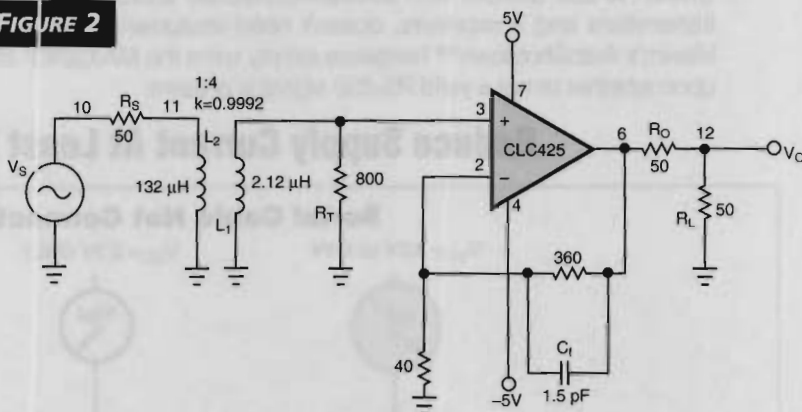 FIGURE 2
5V
1:4
k=0.9992
10
R_S
11
50
7
3
+
6
R_O
12
V_O
L_2
CLC425
50
V_S
132 µH
2.12 µH
800
2
−
4
50
R_T
R_L
L_1
360
40
C_f
1.5 pF
−5V